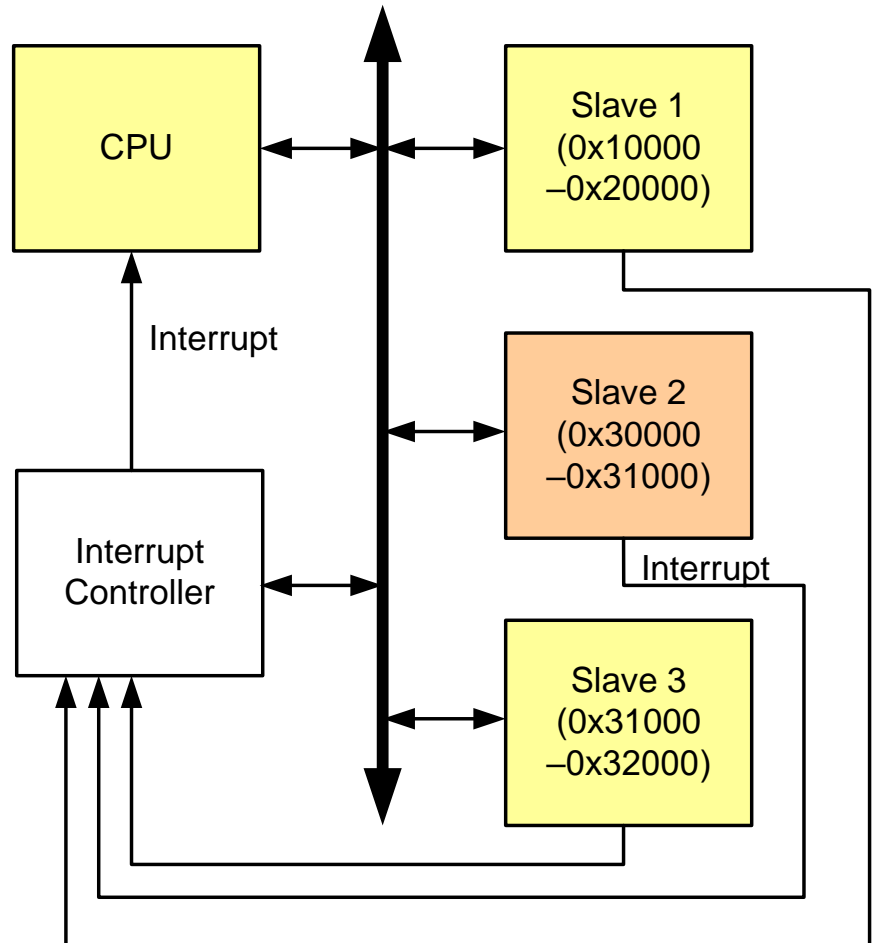 CPU
Slave 1
(0x10000
–0x20000)
Interrupt
Slave 2
(0x30000
–0x31000)
Interrupt
Controller
Interrupt
Slave 3
(0x31000
–0x32000)